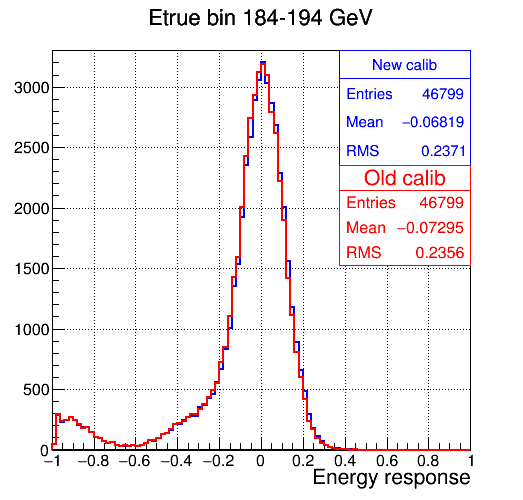 Etrue bin 184-194 GeV
New calib
Entries 46799
Mean −0.06819
RMS 0.2371
Old calib
Entries 46799
Mean −0.07295
RMS 0.2356
3000
2500
2000
1500
1000
500
0
−1 −0.8 −0.6 −0.4 −0.2 0 0.2 0.4 0.6 0.8 1
Energy response